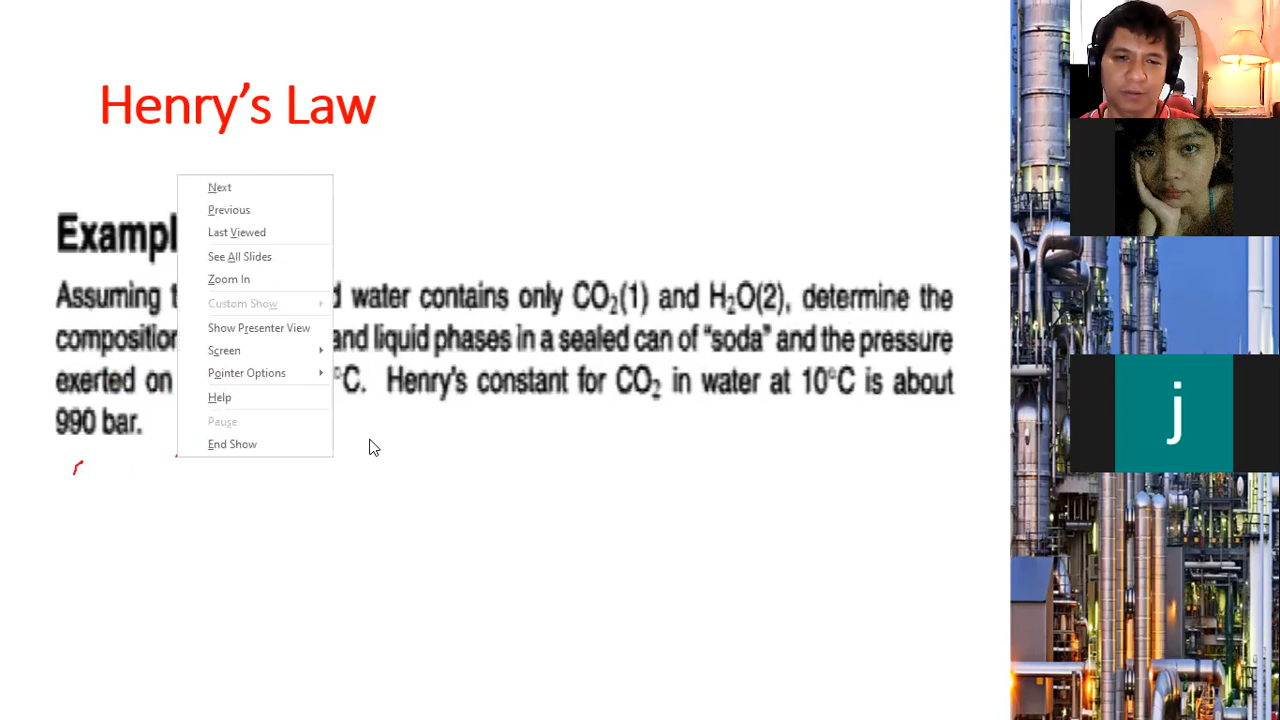 Henry's Law
Next
Previous
Last Viewed
See All Slides
Zoom In
Custom Show
Show Presenter View
Screen
Pointer Options
Help
Pause
End Show
Exampl
Assuming water contains only CO₂(1) and H₂O(2), determine the
composition and liquid phases in a sealed can of “soda” and the pressure
exerted on °C. Henry's constant for CO₂ in water at 10°C is about
990 bar.
j